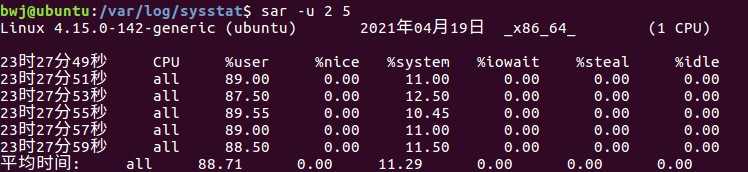 bwj@ubuntu:/var/log/sysstat$ sar -u 2 5
Linux 4.15.0-142-generic (ubuntu) 2021年04月19日 _x86_64_ (1 CPU)
23时27分49秒 CPU %user %nice %system %iowait %steal %idle
23时27分51秒 all 89.00 0.00 11.00 0.00 0.00 0.00
23时27分53秒 all 87.50 0.00 12.50 0.00 0.00 0.00
23时27分55秒 all 89.55 0.00 10.45 0.00 0.00 0.00
23时27分57秒 all 89.00 0.00 11.00 0.00 0.00 0.00
23时27分59秒 all 88.50 0.00 11.50 0.00 0.00 0.00
平均时间: all 88.71 0.00 11.29 0.00 0.00 0.00